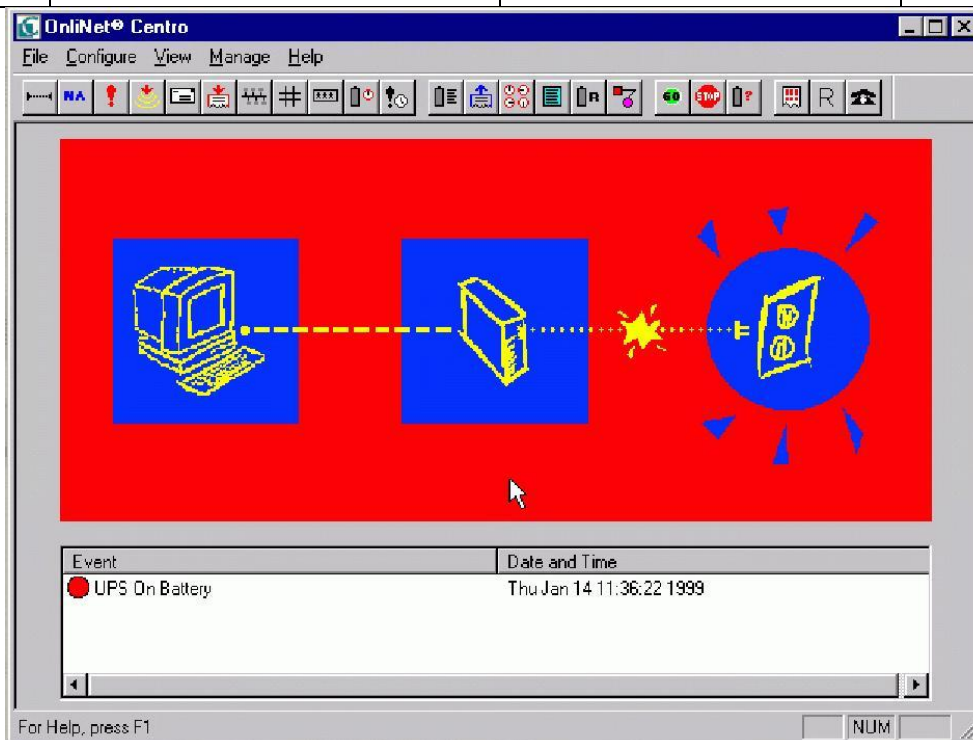 OnliNet® Centro
File Configure View Manage Help
NA GO STOP R
Event Date and Time
UPS On Battery Thu Jan 14 11:36:22 1999
For Help, press F1 NUM